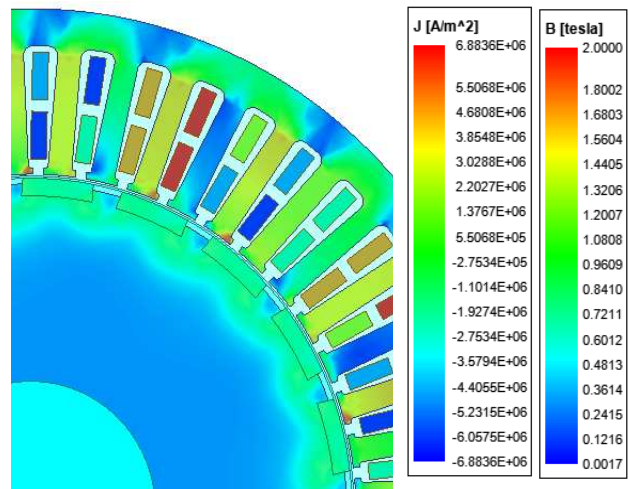 J [A/m^2]
6.8836E+06
5.5068E+06
4.6808E+06
3.8548E+06
3.0288E+06
2.2027E+06
1.3767E+06
5.5068E+05
-2.7534E+05
-1.1014E+06
-1.9274E+06
-2.7534E+06
-3.5794E+06
-4.4055E+06
-5.2315E+06
-6.0575E+06
-6.8836E+06
B [tesla]
2.0000
1.8002
1.6803
1.5604
1.4405
1.3206
1.2007
1.0808
0.9609
0.8410
0.7211
0.6012
0.4813
0.3614
0.2415
0.1216
0.0017